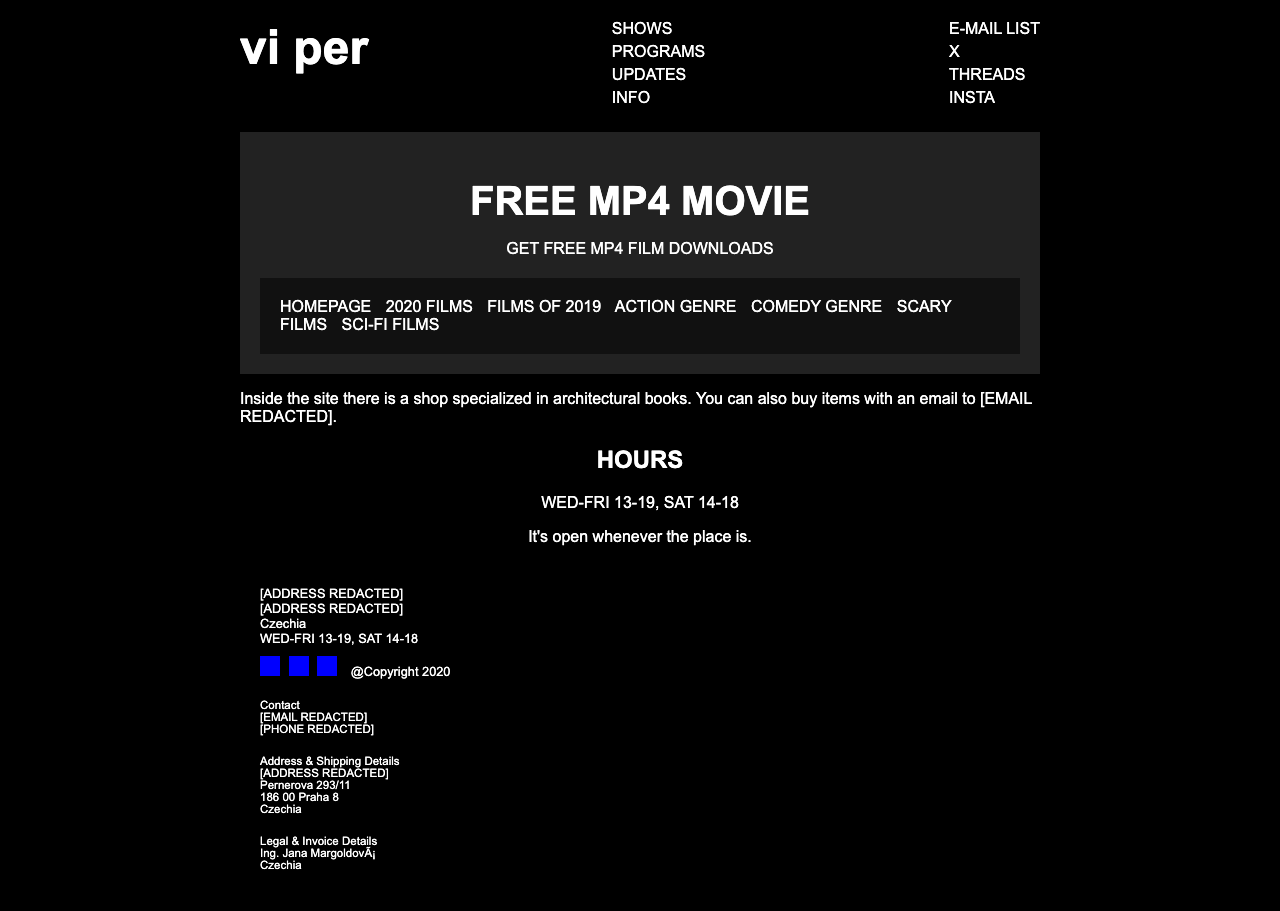 vi per
SHOWS
PROGRAMS
UPDATES
INFO
E-MAIL LIST
X
THREADS
INSTA
FREE MP4 MOVIE
GET FREE MP4 FILM DOWNLOADS
HOMEPAGE 2020 FILMS FILMS OF 2019 ACTION GENRE COMEDY GENRE SCARY
FILMS SCI-FI FILMS
Inside the site there is a shop specialized in architectural books. You can also buy items with an email to [EMAIL
REDACTED].
HOURS
WED-FRI 13-19, SAT 14-18
It's open whenever the place is.
[ADDRESS REDACTED]
[ADDRESS REDACTED]
Czechia
WED-FRI 13-19, SAT 14-18
@Copyright 2020
Contact
[EMAIL REDACTED]
[PHONE REDACTED]
Address & Shipping Details
[ADDRESS REDACTED]
Pernerova 293/11
186 00 Praha 8
Czechia
Legal & Invoice Details
Ing. Jana MargoldovÃ¡
Czechia